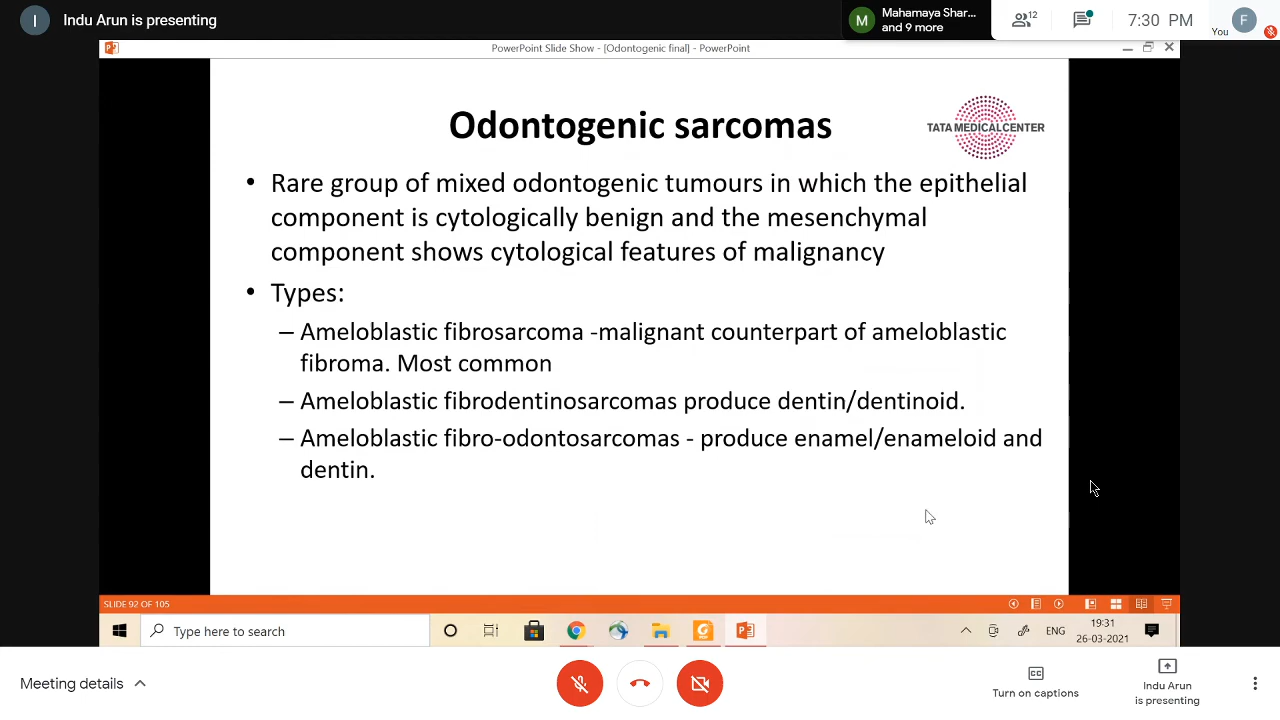 I
Indu Arun is presenting
M
Mahamaya Shar...
and 9 more
12
7:30 PM
You
F
PowerPoint Slide Show - [Odontogenic final] - PowerPoint
Odontogenic sarcomas
TATA MEDICAL CENTER
• Rare group of mixed odontogenic tumours in which the epithelial
component is cytologically benign and the mesenchymal
component shows cytological features of malignancy
• Types:
– Ameloblastic fibrosarcoma -malignant counterpart of ameloblastic
fibroma. Most common
– Ameloblastic fibrodentinosarcomas produce dentin/dentinoid.
– Ameloblastic fibro-odontosarcomas - produce enamel/enameloid and
dentin.
SLIDE 92 OF 105
Type here to search
ENG
19:31
26-03-2021
Meeting details
CC
Turn on captions
Indu Arun
is presenting